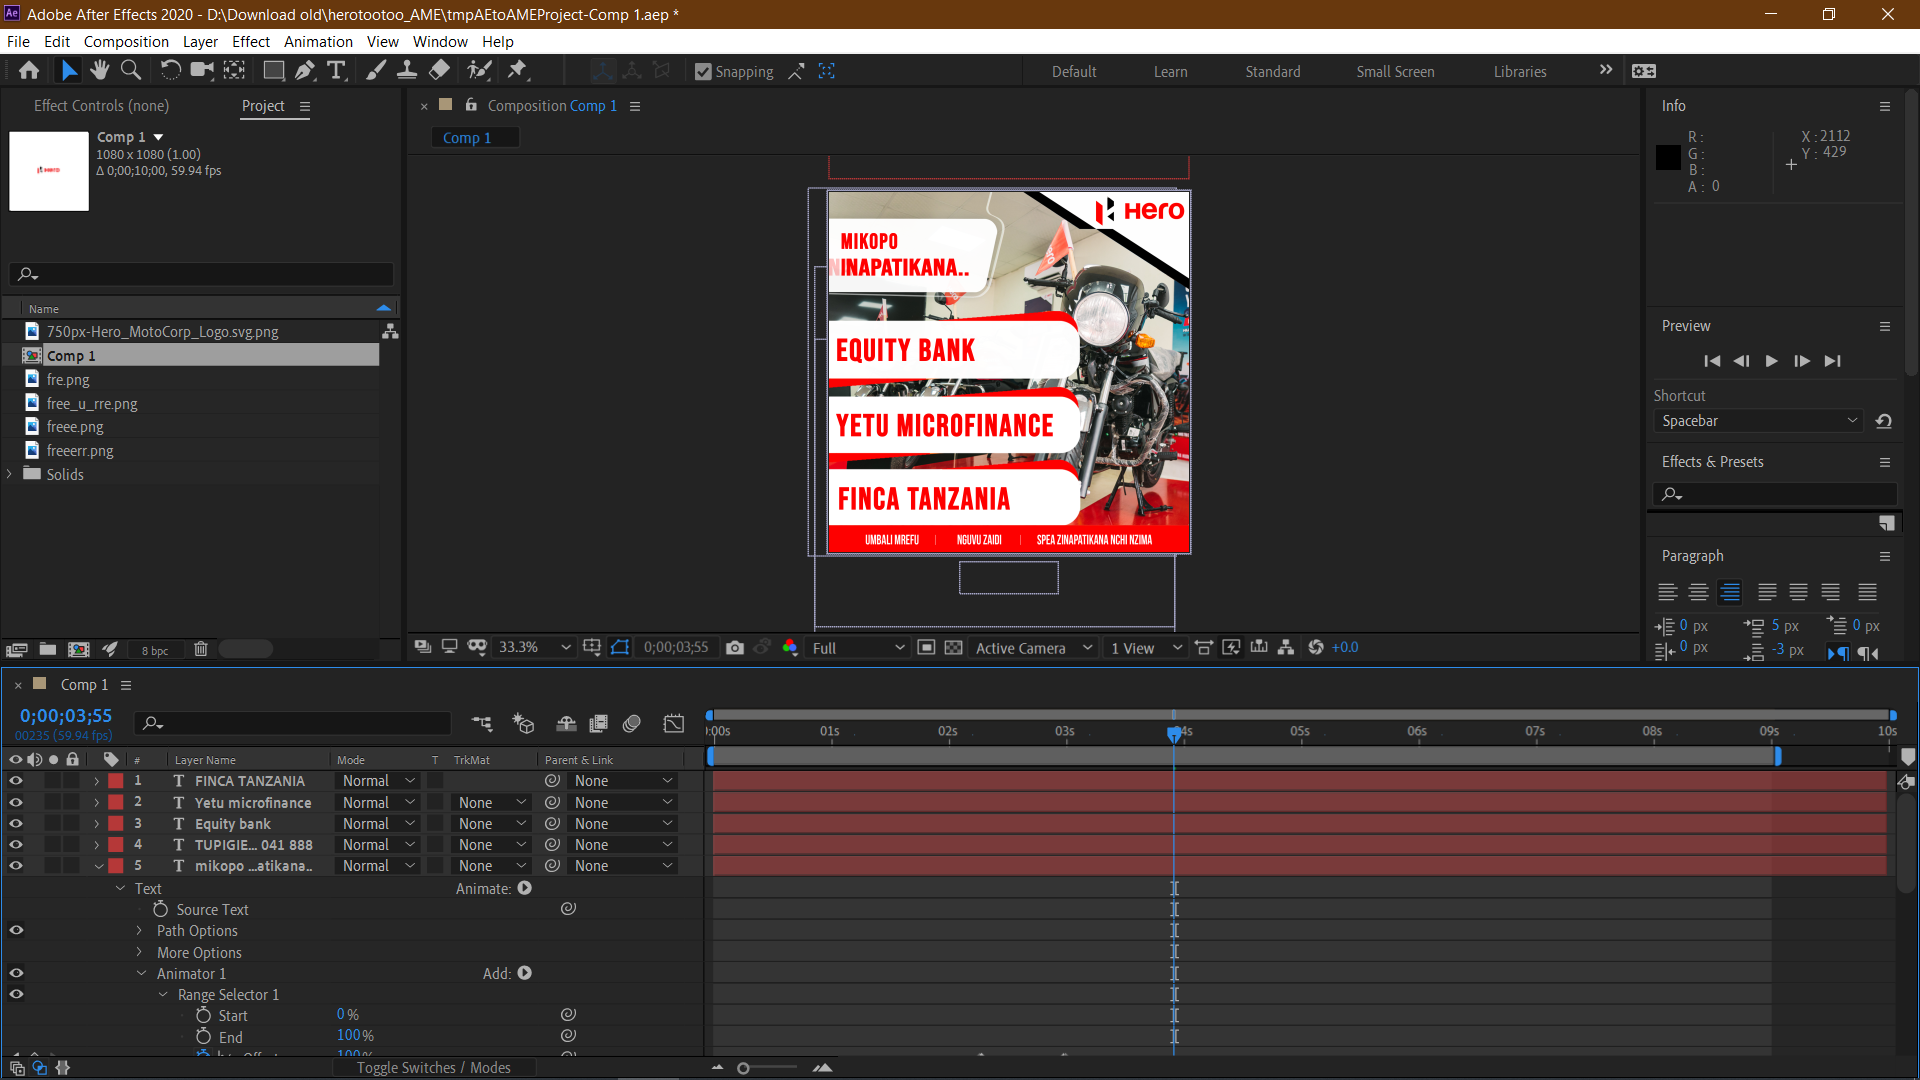 Adobe After Effects 2020 - D:\Download old\herotootoo_AME\tmpAEtoAMEProject-Comp 1.aep *
File Edit Composition Layer Effect Animation View Window Help
Snapping
Default Learn Standard Small Screen Libraries
Effect Controls (none) Project
Comp 1
1080 x 1080 (1.00)
Δ 0;00;10;00, 59.94 fps
Name
750px-Hero_MotoCorp_Logo.svg.png
Comp 1
fre.png
free_u_rre.png
freee.png
freeerr.png
Solids
8 bpc
Composition Comp 1
Comp 1
Hero
MIKOPO
INAPATIKANA..
EQUITY BANK
YETU MICROFINANCE
FINCA TANZANIA
UMBALI MREFU | NGUVU ZAIDI | SPEA ZINAPATIKANA NCHI NZIMA
33.3% 0;00;03;55 Full Active Camera 1 View +0.0
Info
R :
G :
B :
A : 0
X : 2112
Y : 429
Preview
Shortcut
Spacebar
Effects & Presets
Paragraph
0 px 5 px 0 px
0 px -3 px
Comp 1
0;00;03;55
00235 (59.94 fps)
:00s 01s 02s 03s 04s 05s 06s 07s 08s 09s 10s
# Layer Name Mode T TrkMat Parent & Link
1 T FINCA TANZANIA Normal None
2 T Yetu microfinance Normal None None
3 T Equity bank Normal None None
4 T TUPIGIE... 041 888 Normal None None
5 T mikopo ...atikana.. Normal None None
Text Animate:
Source Text
Path Options
More Options
Animator 1 Add:
Range Selector 1
Start 0%
End 100%
Toggle Switches / Modes